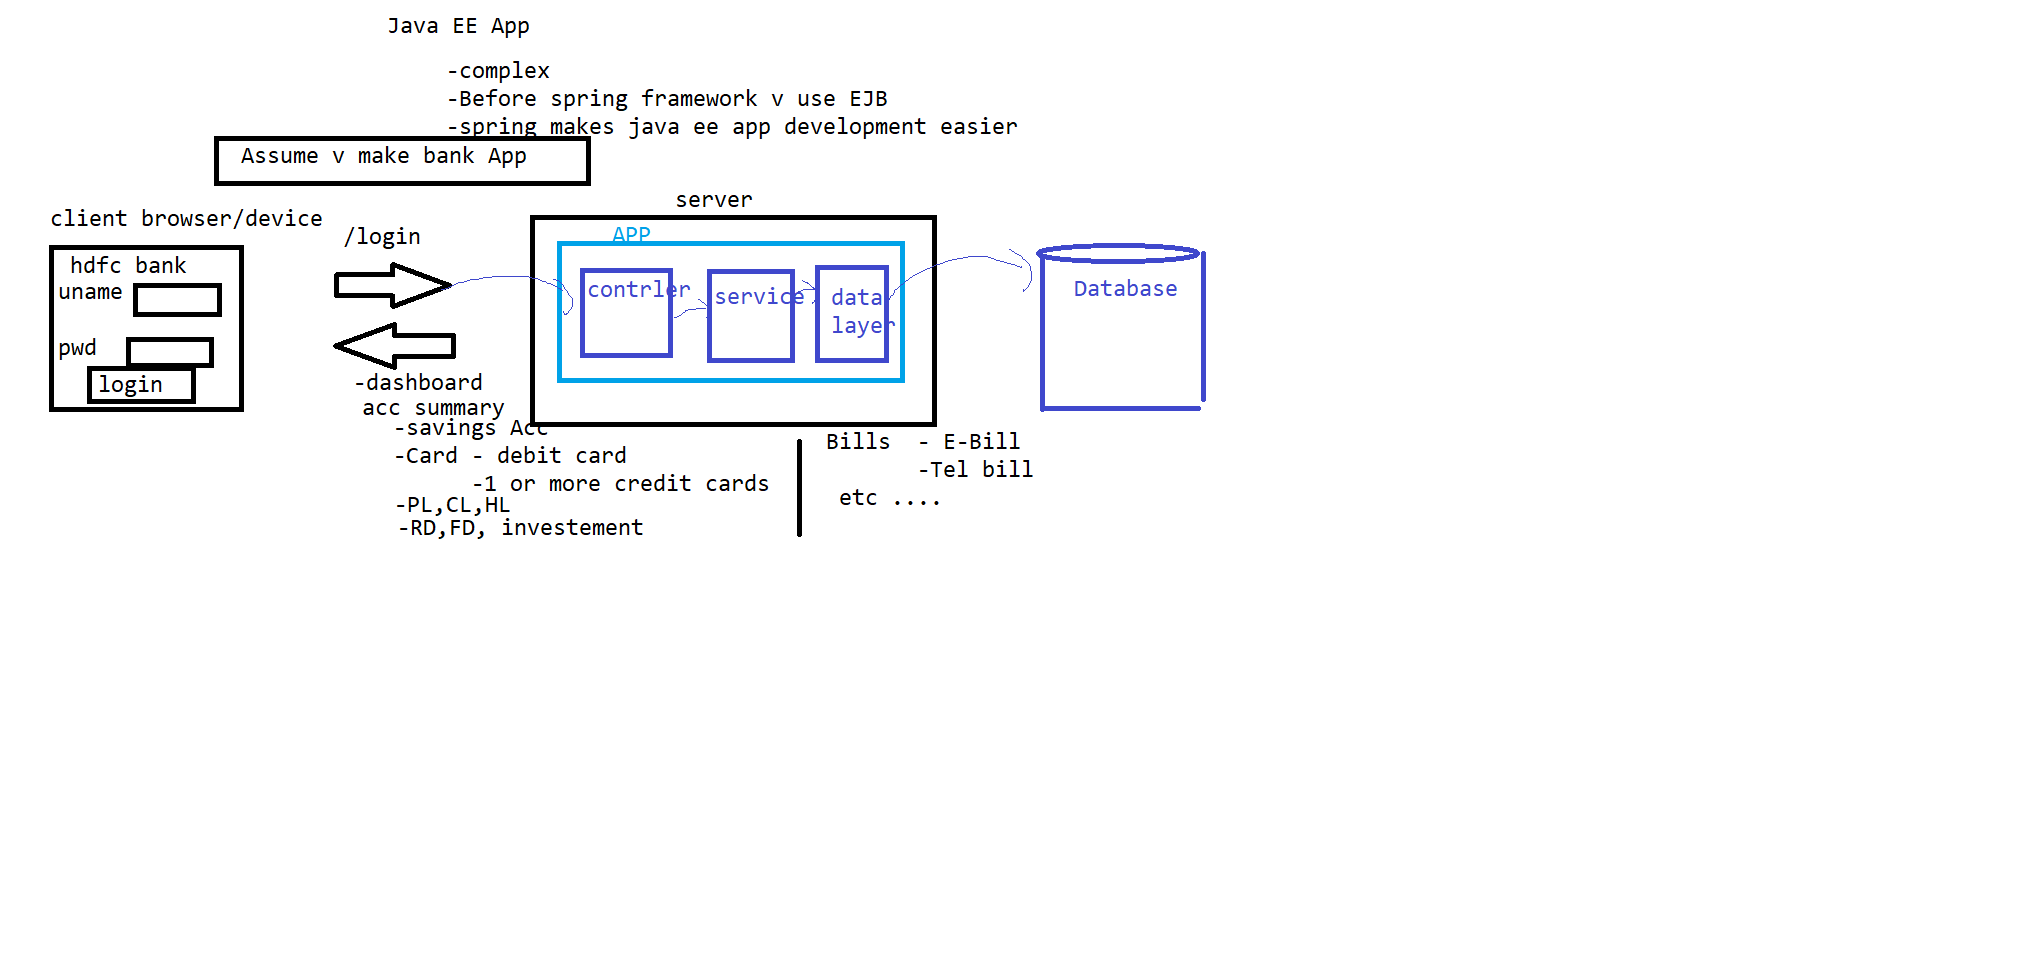 Java EE App
-complex
-Before spring framework v use EJB
-spring makes java ee app development easier
Assume v make bank App
server
client browser/device
/login
APP
hdfc bank
uname
pwd
login
contrler
service
data
layer
Database
-dashboard
acc summary
-savings Acc
-Card - debit card
-1 or more credit cards
-PL,CL,HL
-RD,FD, investement
Bills - E-Bill
-Tel bill
etc ....